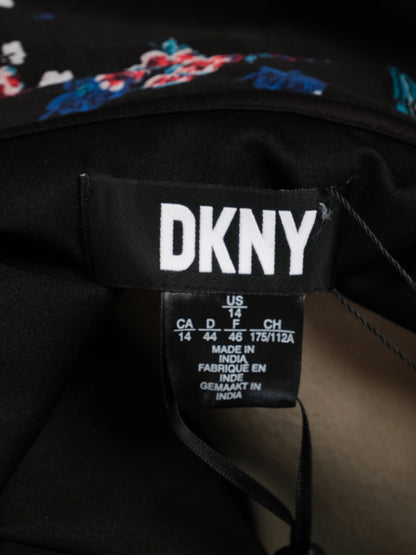 DKNY
US
14
CA D F CH
14 44 46 175/112A
MADE IN
INDIA
FABRIQUÉ EN
INDE
GEMAAKT IN
INDIA